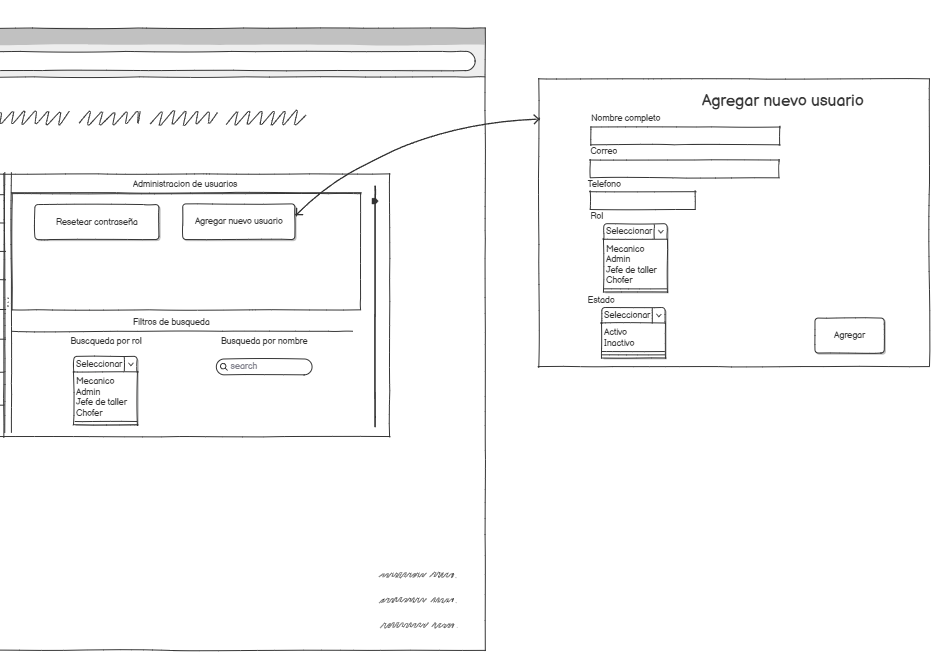 Administracion de usuarios
Resetear contraseña
Agregar nuevo usuario
Filtros de busqueda
Buscqueda por rol
Busqueda por nombre
Seleccionar
search
Mecanico
Admin
Jefe de taller
Chofer
Agregar nuevo usuario
Nombre completo
Correo
Telefono
Rol
Seleccionar
Mecanico
Admin
Jefe de taller
Chofer
Estado
Seleccionar
Activo
Inactivo
Agregar